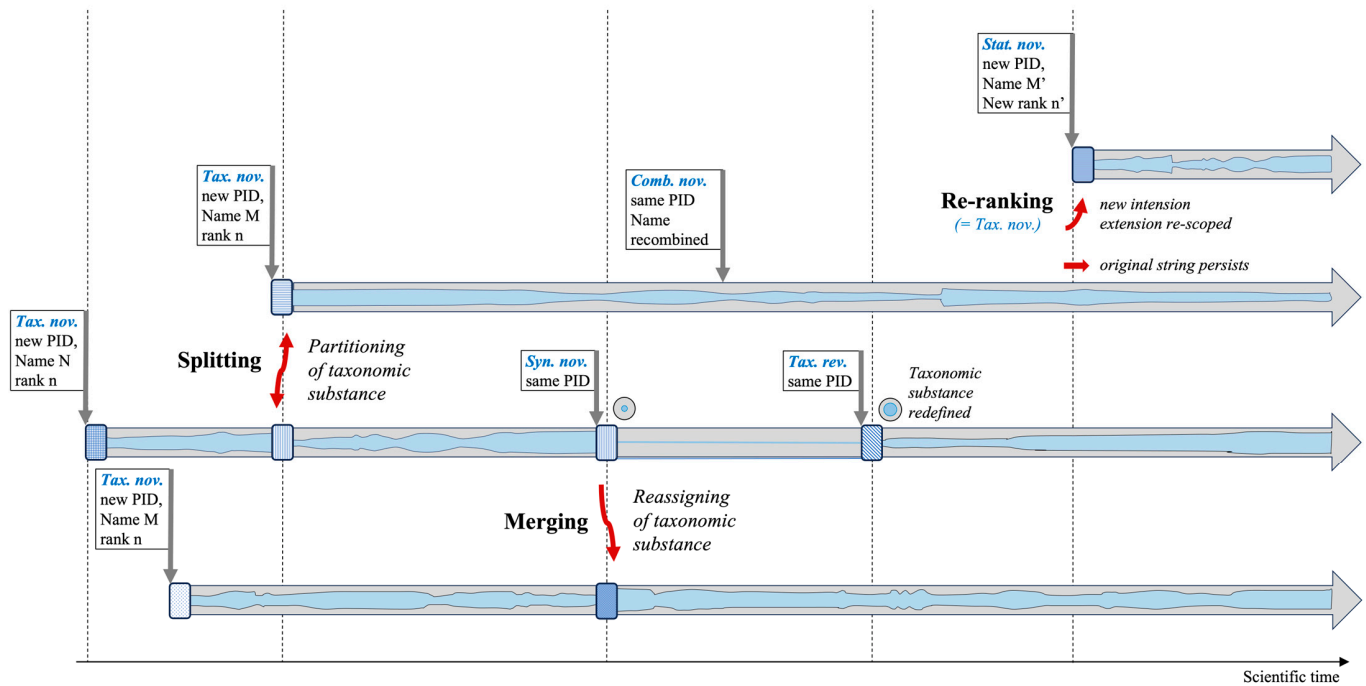 Stat. nov.
new PID,
Name M’
New rank n’
Tax. nov.
new PID,
Name M
rank n
Comb. nov.
same PID
Name
recombined
Re-ranking
(= Tax. nov.)
new intension
extension re-scoped
original string persists
Tax. nov.
new PID,
Name N
rank n
Splitting
Partitioning
of taxonomic
substance
Syn. nov.
same PID
Tax. rev.
same PID
Taxonomic
substance
redefined
Tax. nov.
new PID,
Name M
rank n
Merging
Reassigning
of taxonomic
substance
Scientific time